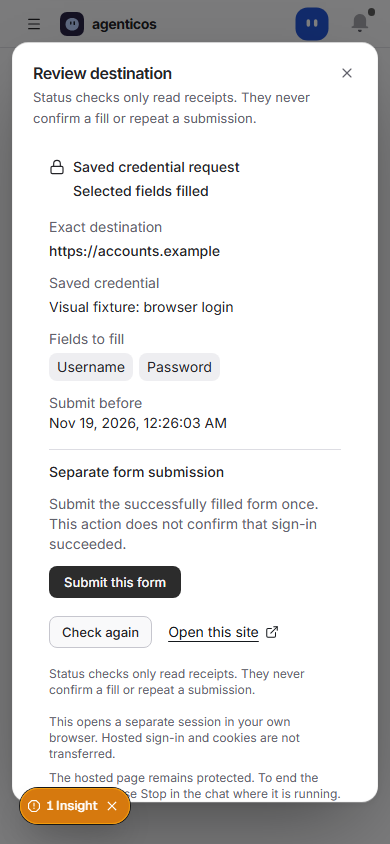 agenticos
Review destination
Status checks only read receipts. They never
confirm a fill or repeat a submission.
Saved credential request
Selected fields filled
Exact destination
https://accounts.example
Saved credential
Visual fixture: browser login
Fields to fill
Username Password
Submit before
Nov 19, 2026, 12:26:03 AM
Separate form submission
Submit the successfully filled form once.
This action does not confirm that sign-in
succeeded.
Submit this form
Check again Open this site
Status checks only read receipts. They never
confirm a fill or repeat a submission.
This opens a separate session in your own
browser. Hosted sign-in and cookies are not
transferred.
The hosted page remains protected. To end the
Stop in the chat where it is running.
1 Insight